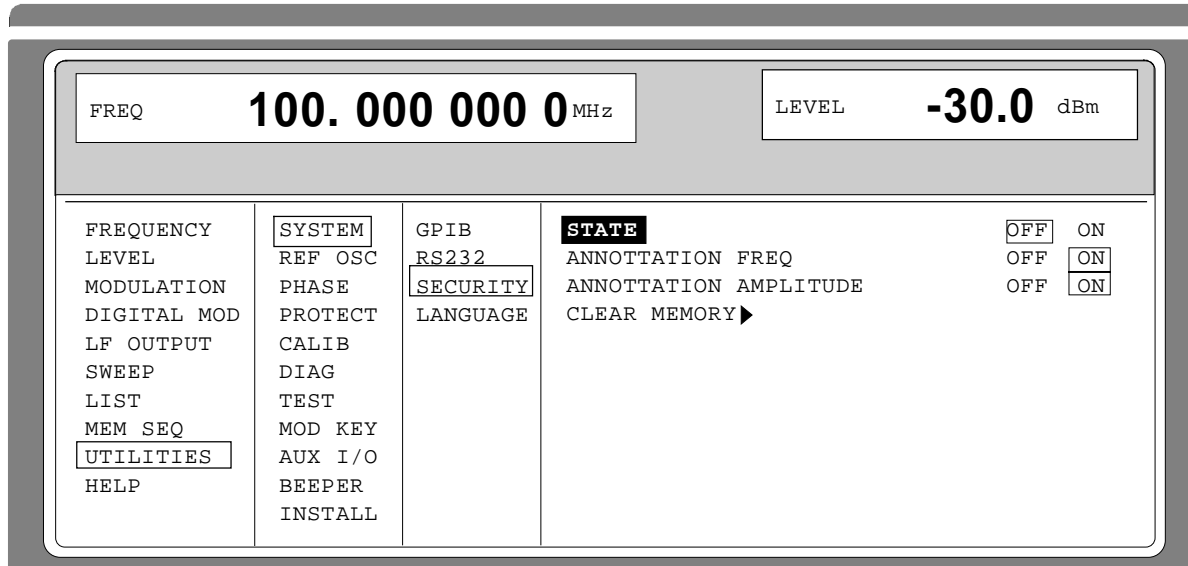 FREQ 100. 000 000 0 MHz LEVEL -30.0 dBm
FREQUENCY SYSTEM GPIB STATE OFF ON
LEVEL REF OSC RS232 ANNOTTATION FREQ OFF ON
MODULATION PHASE SECURITY ANNOTTATION AMPLITUDE OFF ON
DIGITAL MOD PROTECT LANGUAGE CLEAR MEMORY
LF OUTPUT CALIB
SWEEP DIAG
LIST TEST
MEM SEQ MOD KEY
UTILITIES AUX I/O
HELP BEEPER
INSTALL